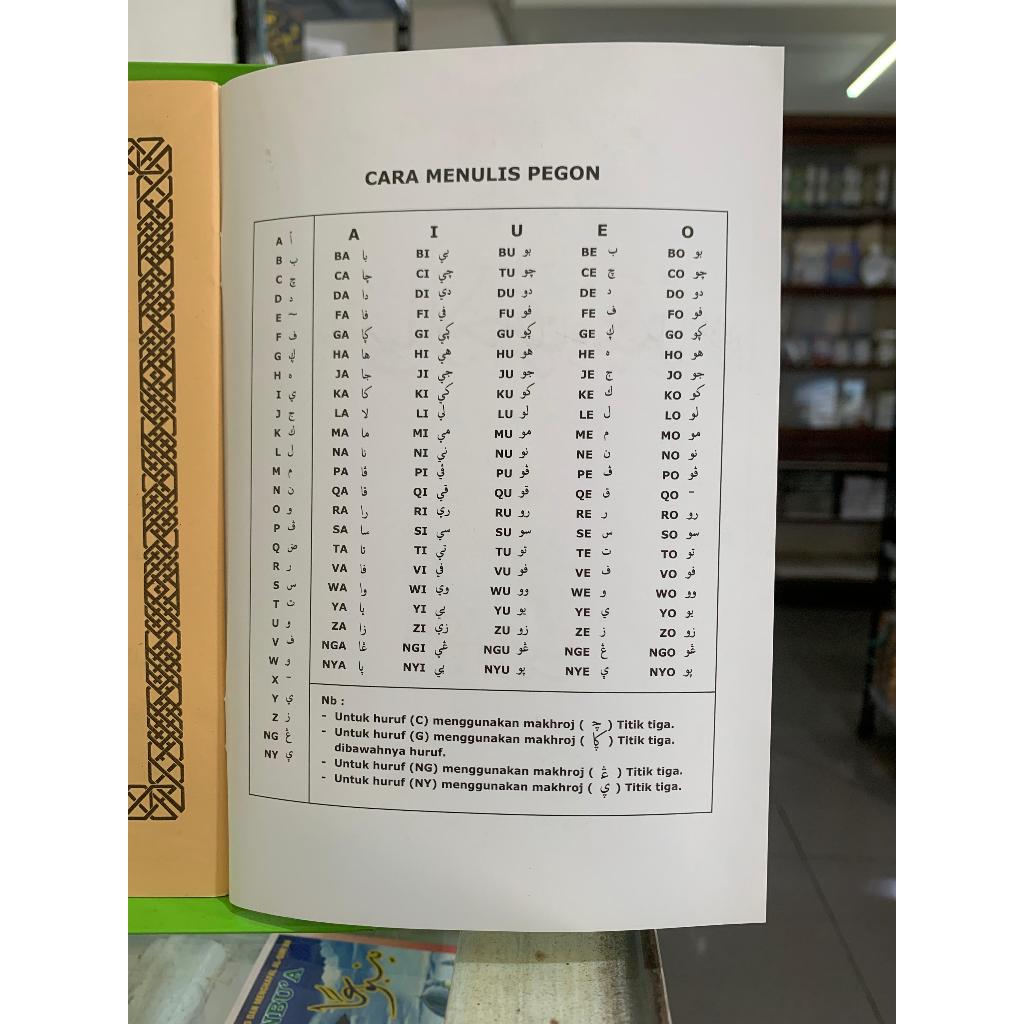 CARA MENULIS PEGON
A أ
B ب
C چ
D د
E ~
F ف
G ڮ
H ه
I ي
J ج
K ك
L ل
M م
N ن
O و
P ڤ
Q ض
R ر
S س
T ت
U و
V ف
W و
X -
Y ي
Z ز
NG ڠ
NY ۑ
A I U E O
BA با BI بي BU بو BE ب BO بو
CA چا CI چي TU چو CE چ CO چو
DA دا DI دي DU دو DE د DO دو
FA فا FI في FU فو FE ف FO فو
GA ڮا GI ڮي GU ڮو GE ڮ GO ڮو
HA ها HI هي HU هو HE ه HO هو
JA جا JI جي JU جو JE ج JO جو
KA كا KI كي KU كو KE ك KO كو
LA لا LI لي LU لو LE ل LO لو
MA ما MI مي MU مو ME م MO مو
NA نا NI ني NU نو NE ن NO نو
PA ڤا PI ڤي PU ڤو PE ڤ PO ڤو
QA قا QI قي QU قو QE ق QO -
RA را RI ري RU رو RE ر RO رو
SA سا SI سي SU سو SE س SO سو
TA تا TI تي TU تو TE ت TO تو
VA فا VI في VU فو VE ف VO فو
WA وا WI وي WU وو WE و WO وو
YA يا YI يي YU يو YE ي YO يو
ZA زا ZI زي ZU زو ZE ز ZO زو
NGA ڠا NGI ڠي NGU ڠو NGE ڠ NGO ڠو
NYA ۑا NYI ۑي NYU ۑو NYE ۑ NYO ۑو
Nb :
- Untuk huruf (C) menggunakan makhroj ( چ ) Titik tiga.
- Untuk huruf (G) menggunakan makhroj ( ڮا ) Titik tiga.
dibawahnya huruf.
- Untuk huruf (NG) menggunakan makhroj ( ڠ ) Titik tiga.
- Untuk huruf (NY) menggunakan makhroj ( ۑ ) Titik tiga.
DAN MENGHAFAL AL-QUR'AN
NBU'A